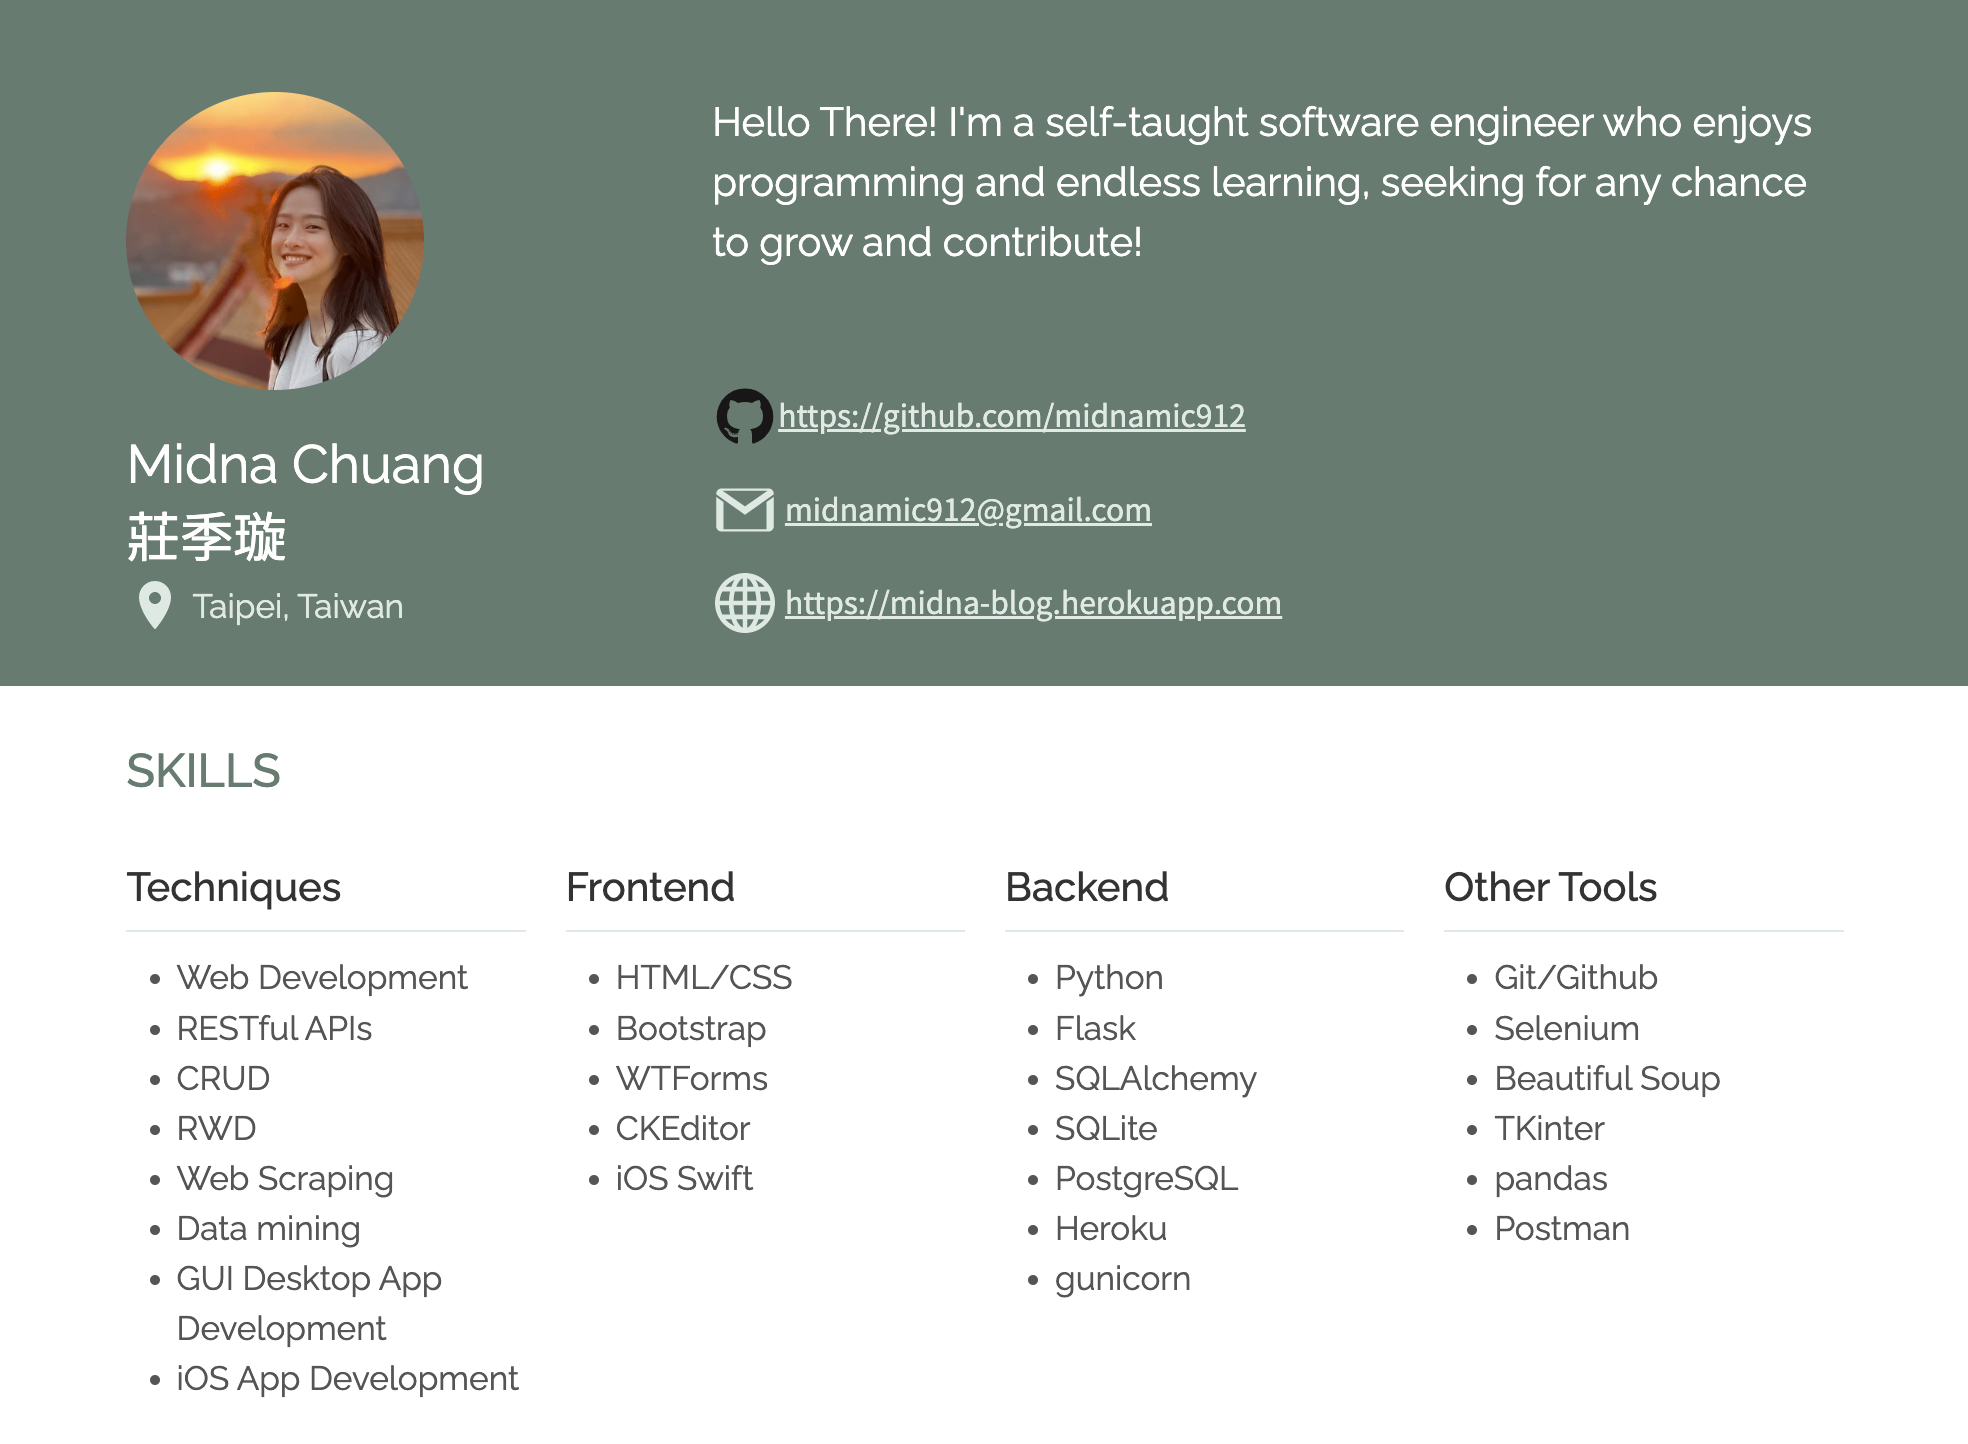 Hello There! I'm a self-taught software engineer who enjoys
programming and endless learning, seeking for any chance
to grow and contribute!
https://github.com/midnamic912
midnamic912@gmail.com
https://midna-blog.herokuapp.com
Midna Chuang
莊季璇
Taipei, Taiwan
SKILLS
Techniques
Web Development
RESTful APIs
CRUD
RWD
Web Scraping
Data mining
GUI Desktop App
Development
iOS App Development
Frontend
HTML/CSS
Bootstrap
WTForms
CKEditor
iOS Swift
Backend
Python
Flask
SQLAlchemy
SQLite
PostgreSQL
Heroku
gunicorn
Other Tools
Git/Github
Selenium
Beautiful Soup
TKinter
pandas
Postman